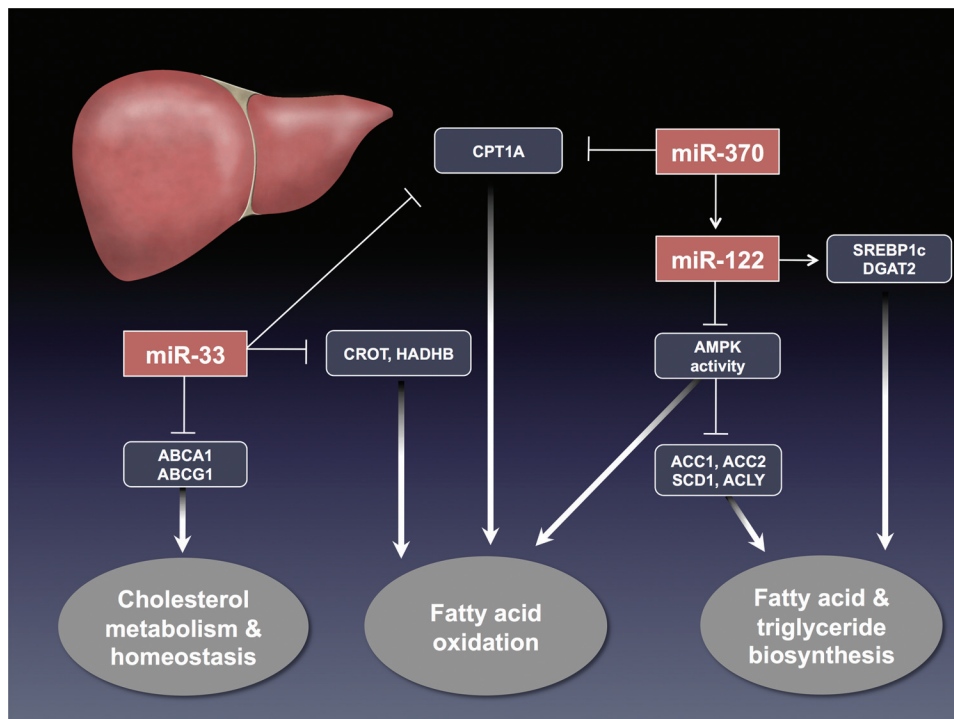 CPT1A
miR-370
miR-122
SREBP1c
DGAT2
miR-33
CROT, HADHB
AMPK
activity
ABCA1
ABCG1
ACC1, ACC2
SCD1, ACLY
Cholesterol
metabolism &
homeostasis
Fatty acid
oxidation
Fatty acid &
triglyceride
biosynthesis